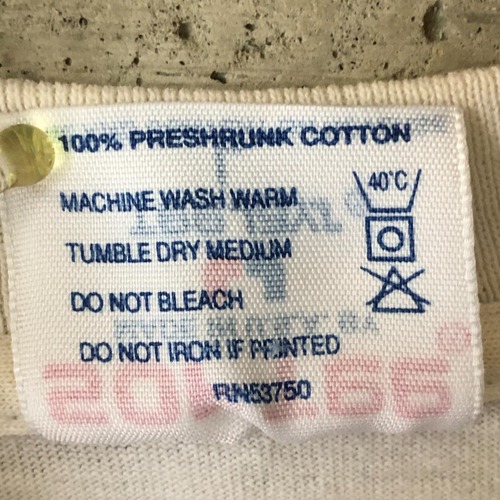 100% PRESHRUNK COTTON
MACHINE WASH WARM
40°C
TUMBLE DRY MEDIUM
DO NOT BLEACH
DO NOT IRON IF PRINTED
RN53750